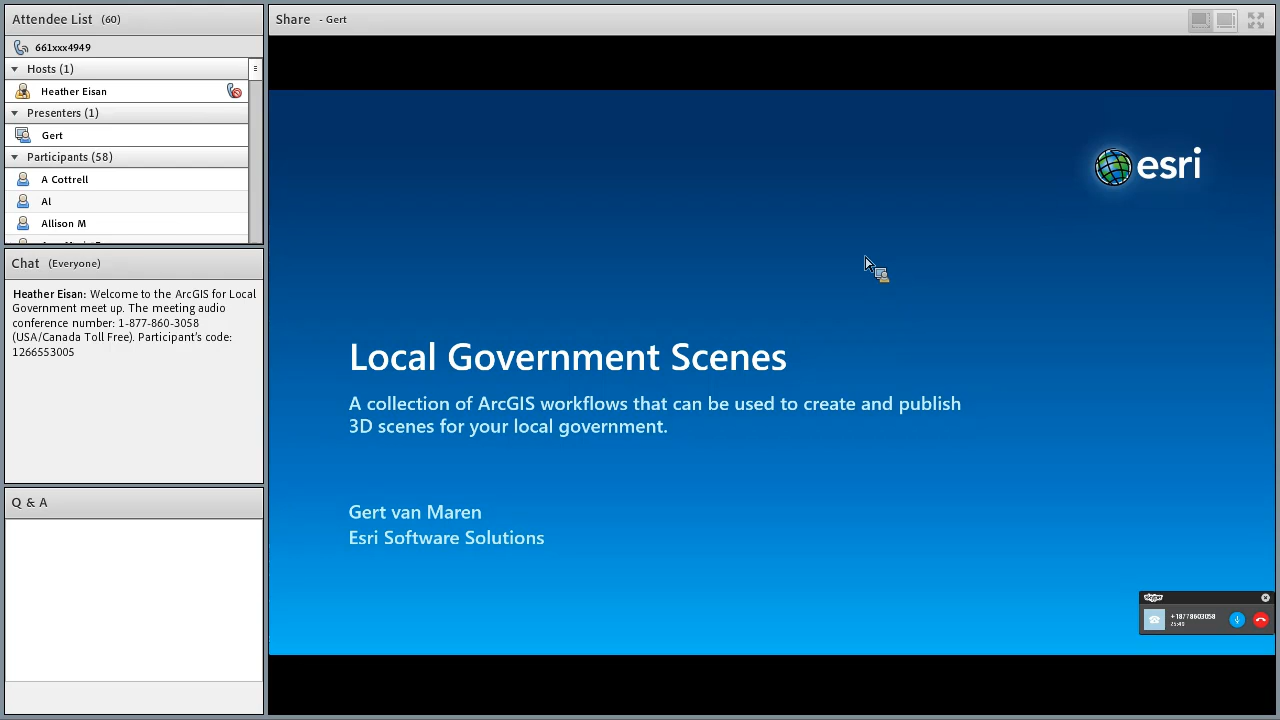 Attendee List (60)
661xxx4949
Hosts (1)
Heather Eisan
Presenters (1)
Gert
Participants (58)
A Cottrell
Al
Allison M
Chat (Everyone)
Heather Eisan: Welcome to the ArcGIS for Local
Government meet up. The meeting audio
conference number: 1-877-860-3058
(USA/Canada Toll Free). Participant's code:
1266553005
Q & A
Share - Gert
esri
Local Government Scenes
A collection of ArcGIS workflows that can be used to create and publish
3D scenes for your local government.
Gert van Maren
Esri Software Solutions
skype
+18778603058